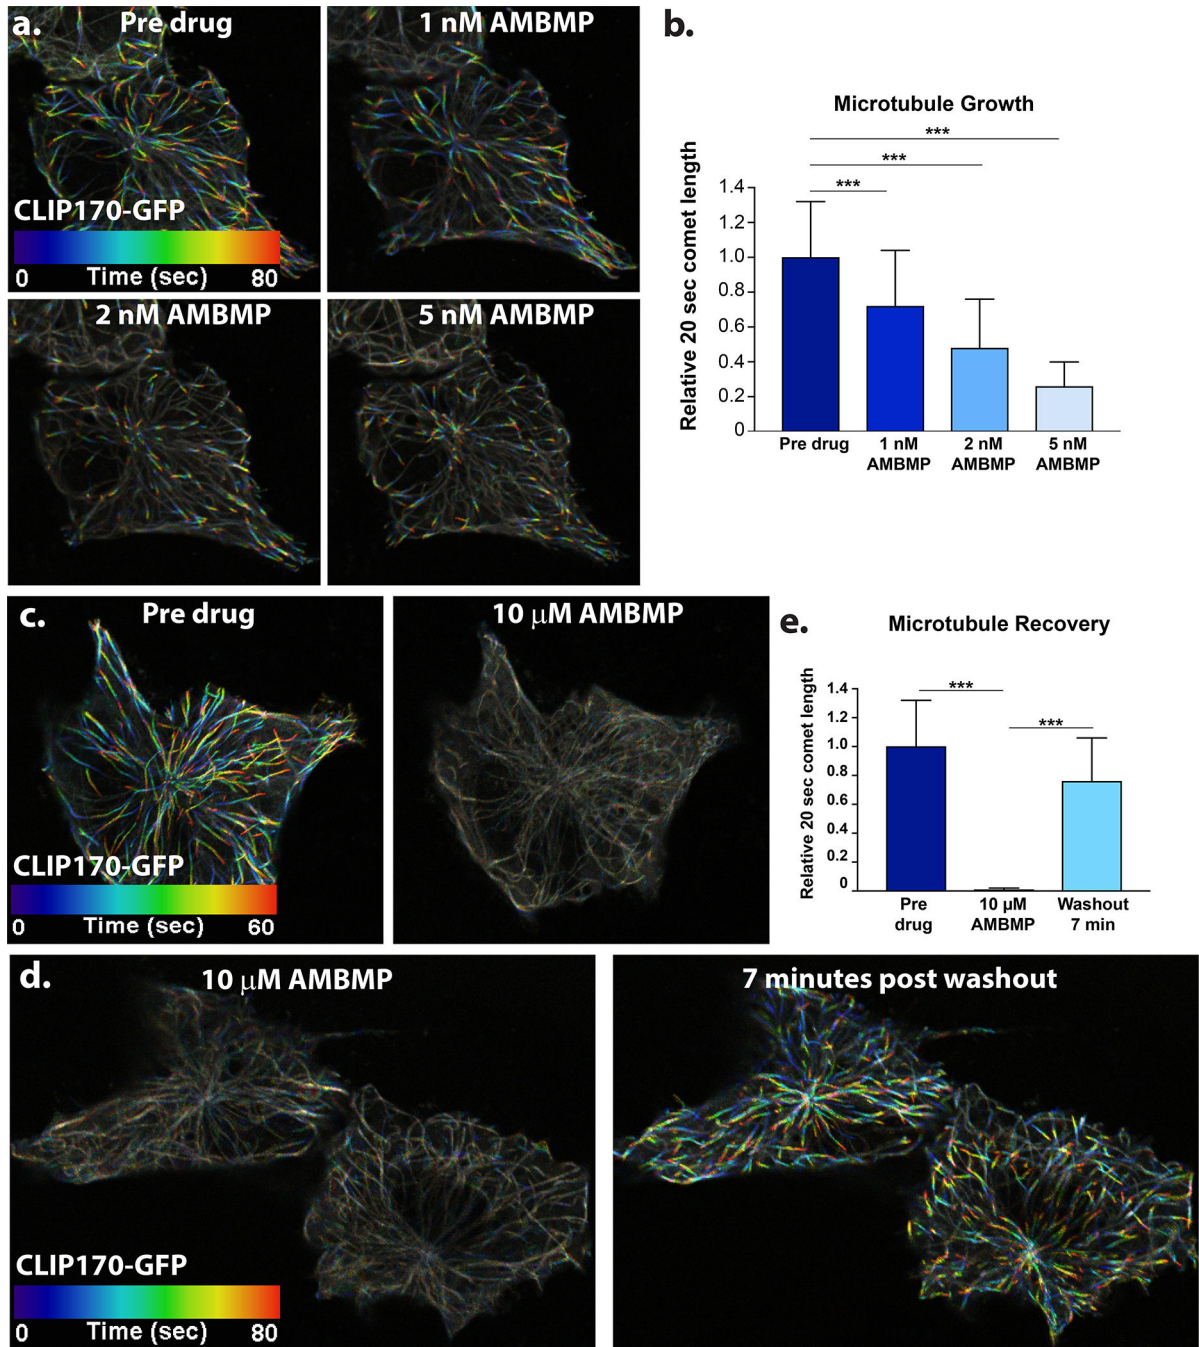 a.
Pre drug
1 nM AMBMP
CLIP170-GFP
0 Time (sec) 80
2 nM AMBMP
5 nM AMBMP
b.
Microtubule Growth
***
***
***
Relative 20 sec comet length
1.4
1.2
1.0
0.8
0.6
0.4
0.2
0
Pre drug
1 nM AMBMP
2 nM AMBMP
5 nM AMBMP
c.
Pre drug
10 μM AMBMP
CLIP170-GFP
0 Time (sec) 60
e.
Microtubule Recovery
***
***
Relative 20 sec comet length
1.4
1.2
1.0
0.8
0.6
0.4
0.2
0
Pre drug
10 μM AMBMP
Washout 7 min
d.
10 μM AMBMP
7 minutes post washout
CLIP170-GFP
0 Time (sec) 80